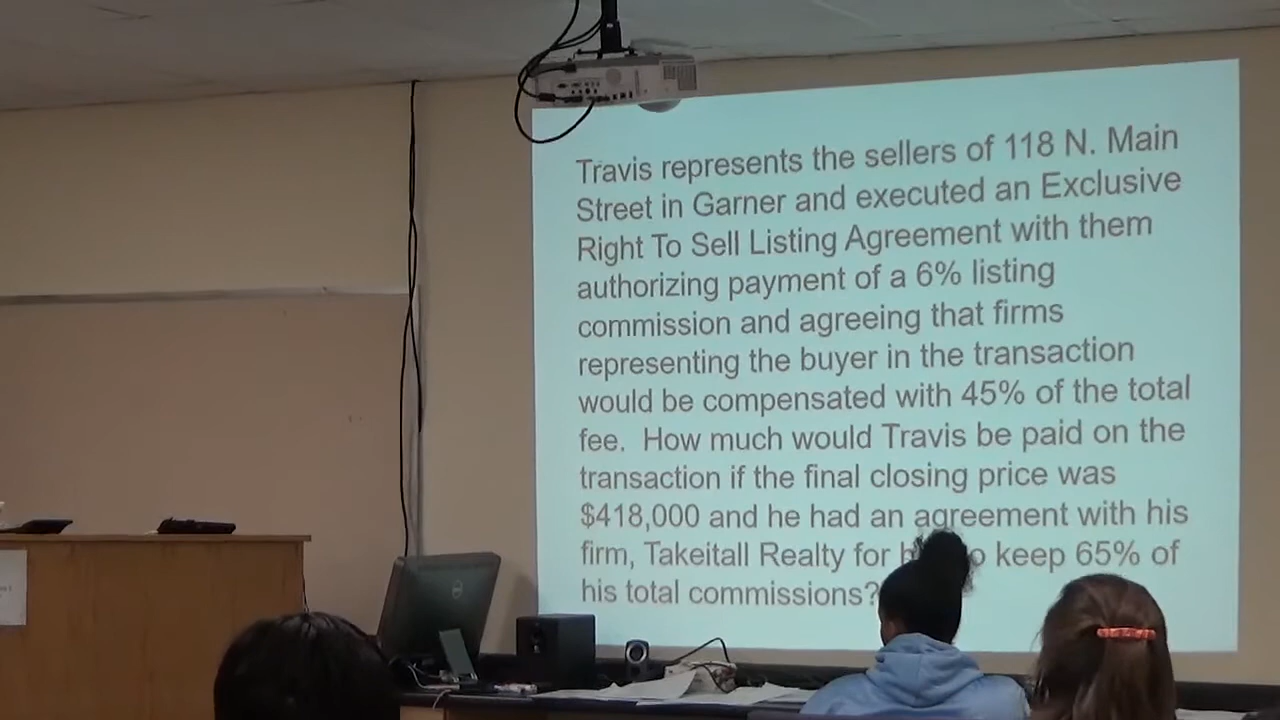 Travis represents the sellers of 118 N. Main
Street in Garner and executed an Exclusive
Right To Sell Listing Agreement with them
authorizing payment of a 6% listing
commission and agreeing that firms
representing the buyer in the transaction
would be compensated with 45% of the total
fee. How much would Travis be paid on the
transaction if the final closing price was
$418,000 and he had an agreement with his
firm, Takeitall Realty for keep 65% of
his total commissions?